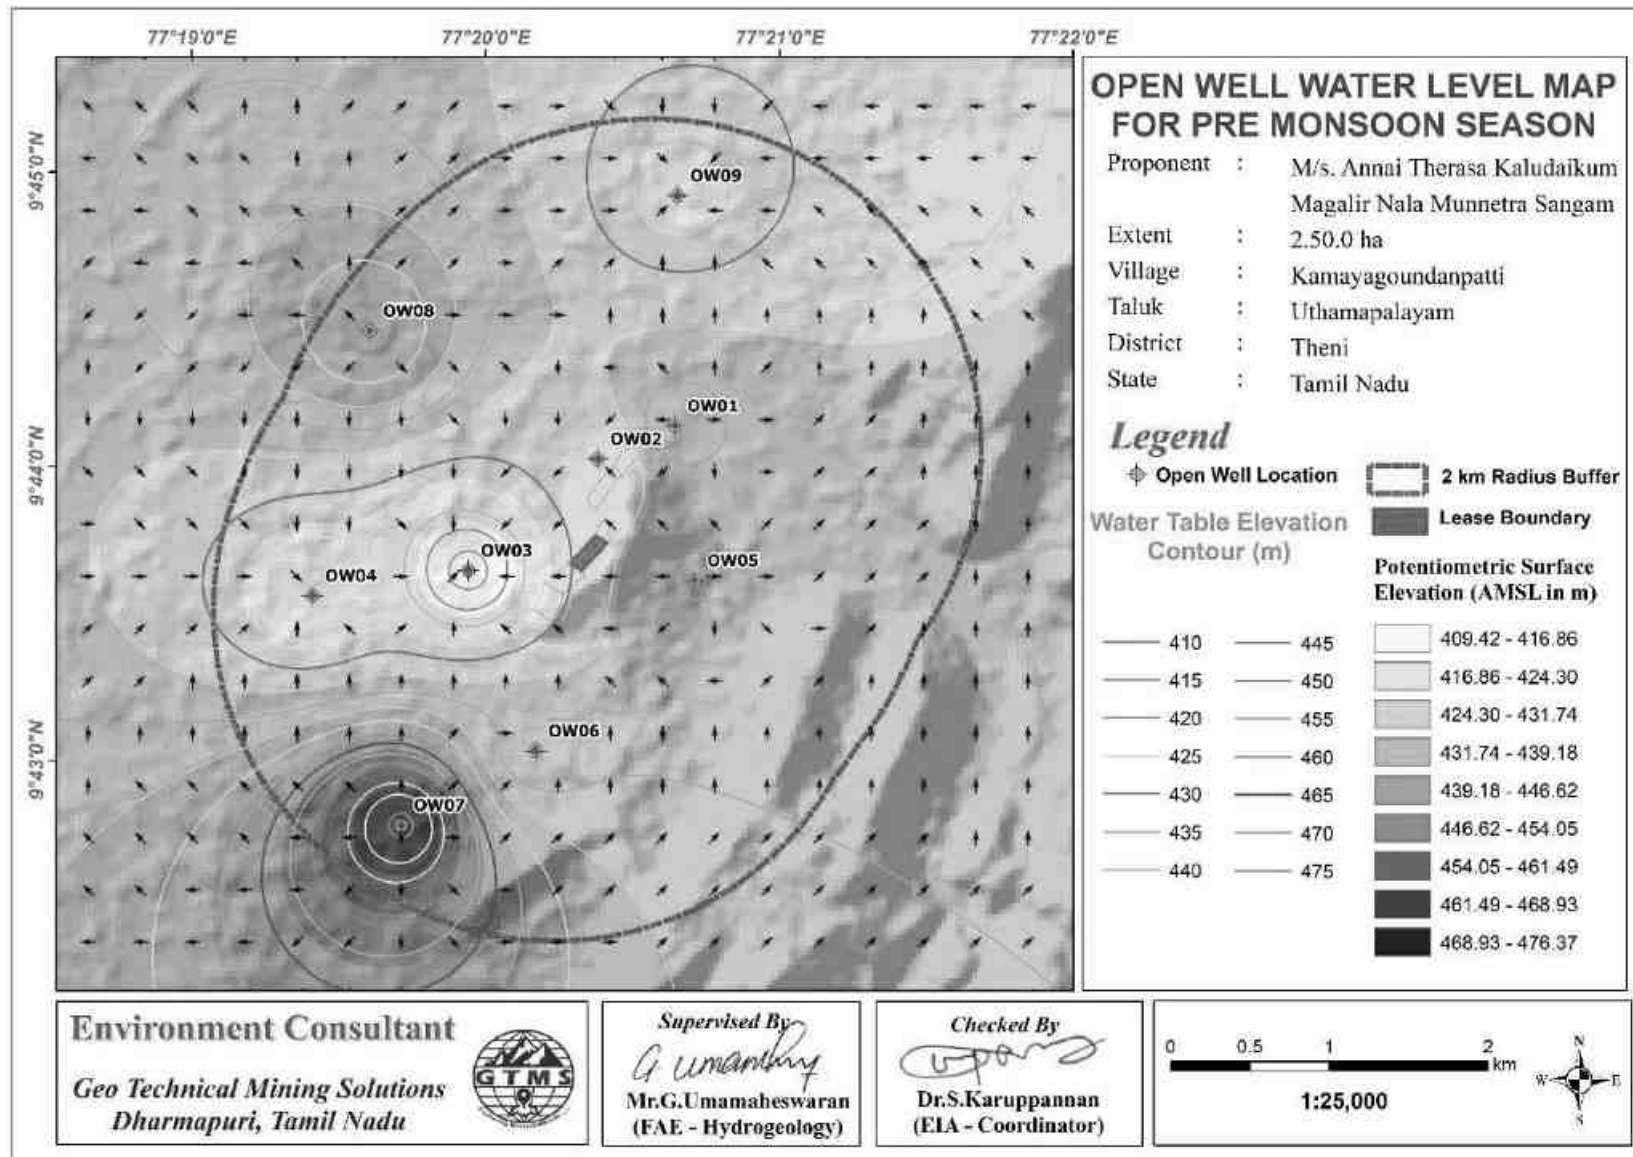 77°19'0"E
77°20'0"E
77°21'0"E
77°22'0"E
9°45'0"N
9°44'0"N
9°43'0"N
OW09
OW08
OW01
OW02
OW03
OW04
OW05
OW06
OW07
OPEN WELL WATER LEVEL MAP
FOR PRE MONSOON SEASON
Proponent : M/s. Annai Therasa Kaludaikum
Magalir Nala Munnetra Sangam
Extent : 2.50.0 ha
Village : Kamayagoundanpatti
Taluk : Uthamapalayam
District : Theni
State : Tamil Nadu
Legend
Open Well Location
2 km Radius Buffer
Lease Boundary
Water Table Elevation
Contour (m)
410 445
415 450
420 455
425 460
430 465
435 470
440 475
Potentiometric Surface
Elevation (AMSL in m)
409.42 - 416.86
416.86 - 424.30
424.30 - 431.74
431.74 - 439.18
439.18 - 446.62
446.62 - 454.05
454.05 - 461.49
461.49 - 468.93
468.93 - 476.37
Environment Consultant
Geo Technical Mining Solutions
Dharmapuri, Tamil Nadu
GTMS
Supervised By
Mr.G.Umamaheswaran
(FAE - Hydrogeology)
Checked By
Dr.S.Karuppannan
(EIA - Coordinator)
0 0.5 1 2
km
1:25,000
N
W E
S